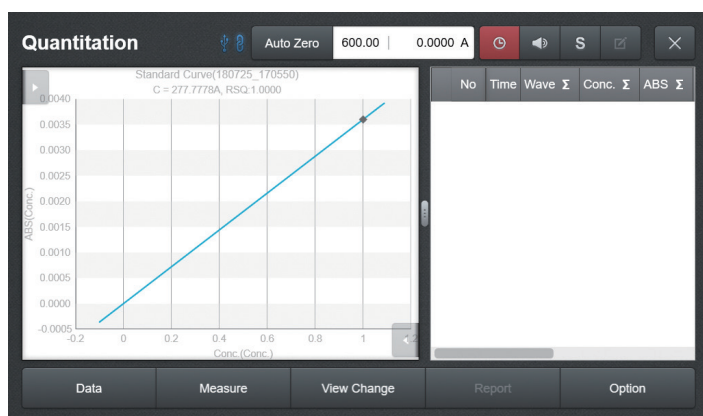 Quantitation
Auto Zero
600.00
0.0000 A
S
Standard Curve(180725_170550)
C = 277.7778A, RSQ:1.0000
No Time Wave Σ Conc. Σ ABS Σ
0.0040
0.0035
0.0030
0.0025
0.0020
0.0015
0.0010
0.0005
0.0000
-0.0005
ABS(Conc.)
-0.2 0 0.2 0.4 0.6 0.8 1
Conc.(Conc.)
Data Measure View Change Report Option